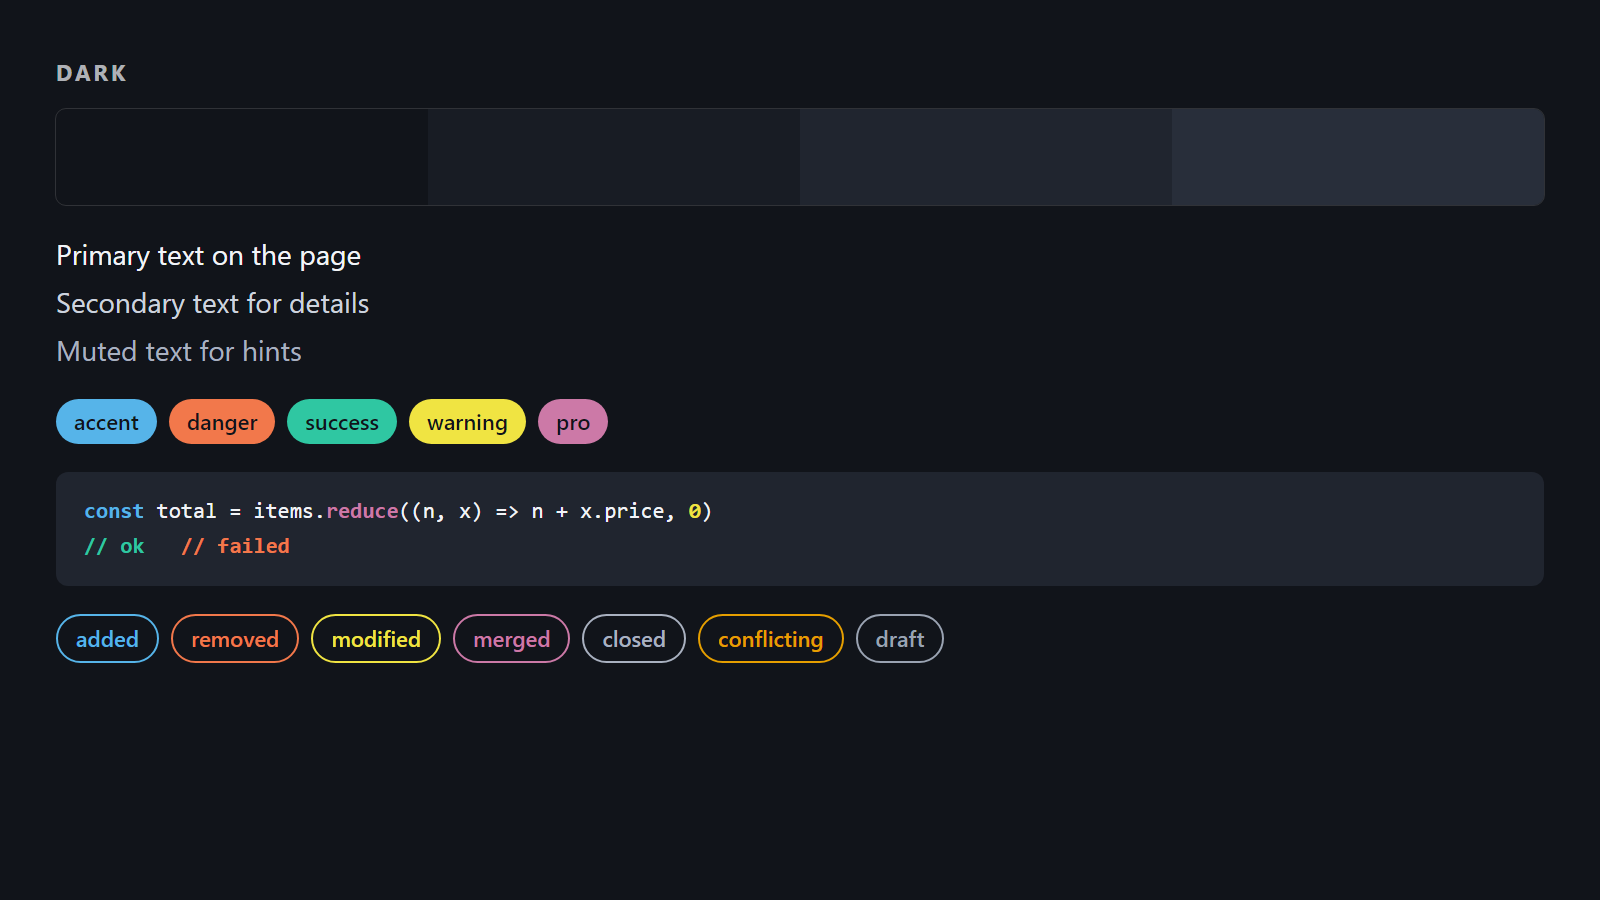 DARK
Primary text on the page
Secondary text for details
Muted text for hints
accent danger success warning pro
const total = items.reduce((n, x) => n + x.price, 0)
// ok   // failed
added removed modified merged closed conflicting draft